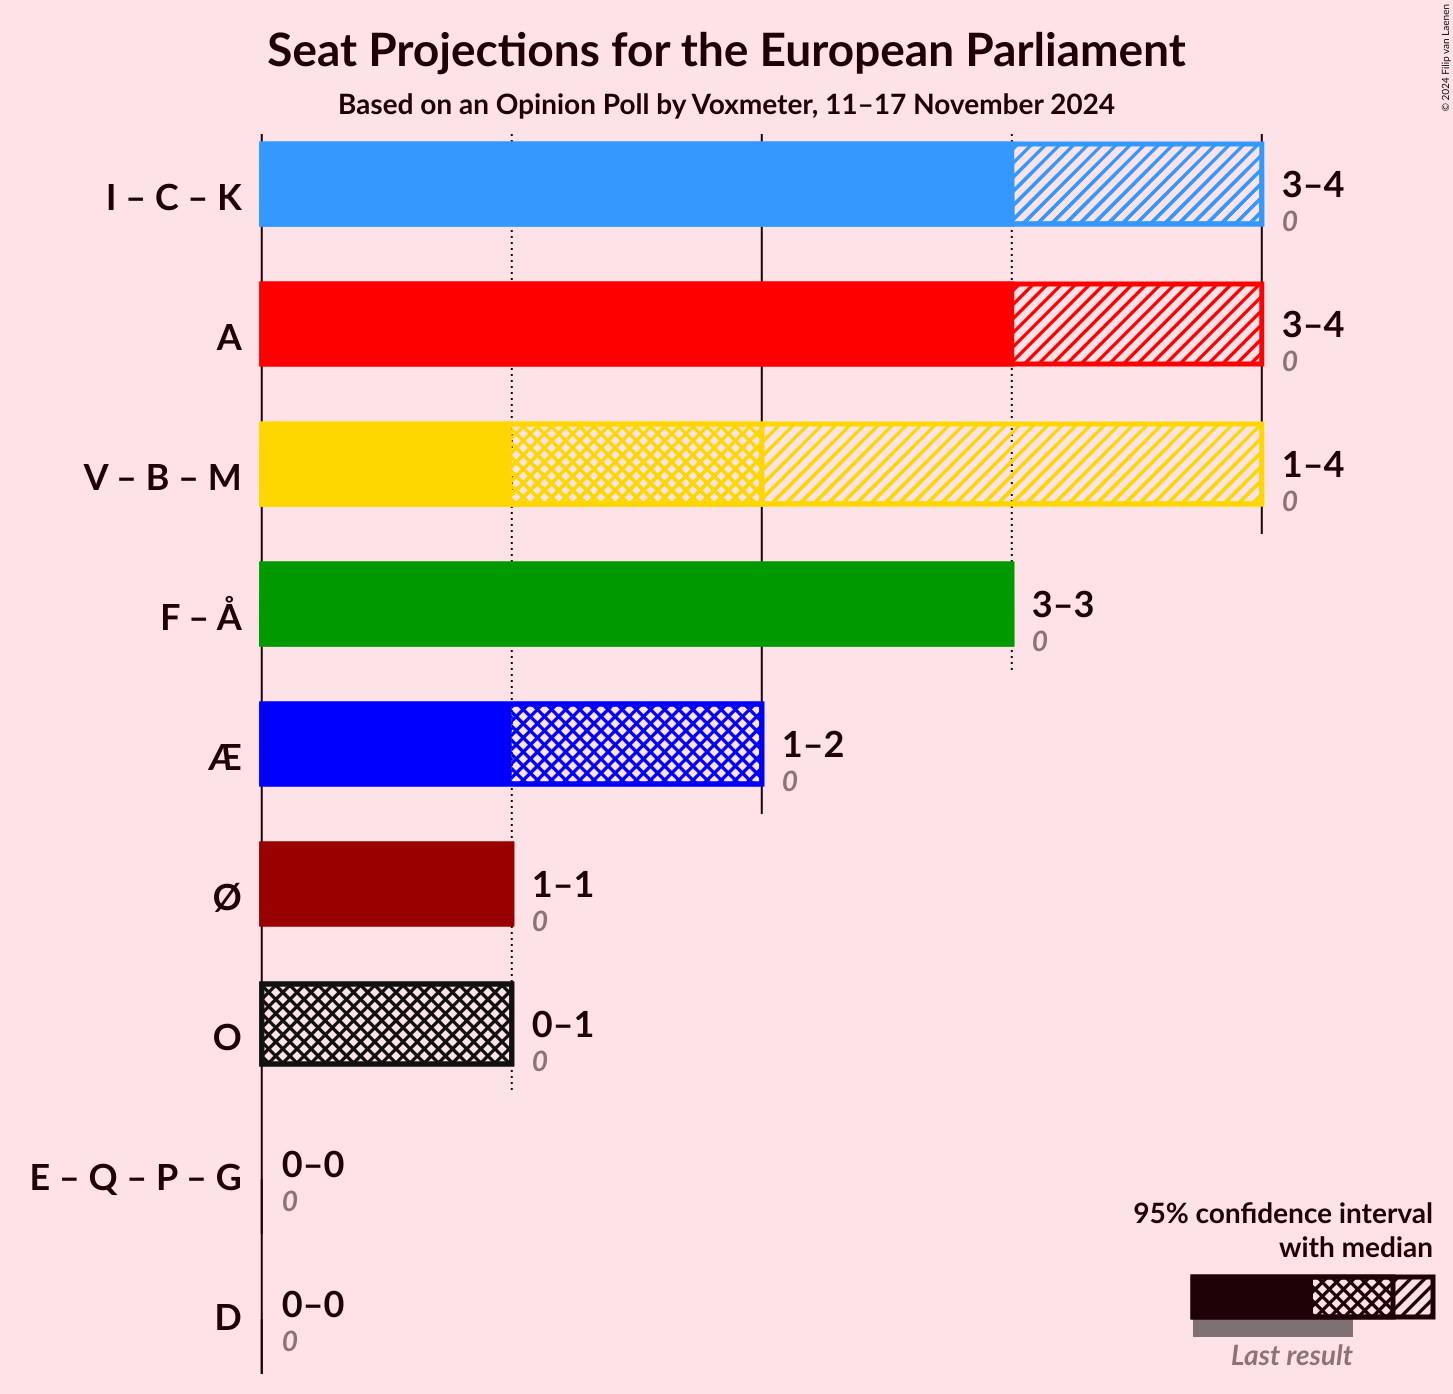 Seat Projections for the European Parliament
Based on an Opinion Poll by Voxmeter, 11–17 November 2024
© 2024 Filip van Laenen
I – C – K
3–4
0
A
3–4
0
V – B – M
1–4
0
F – Å
3–3
0
Æ
1–2
0
Ø
1–1
0
O
0–1
0
E – Q – P – G
0–0
0
D
0–0
0
95% confidence interval
with median
Last result